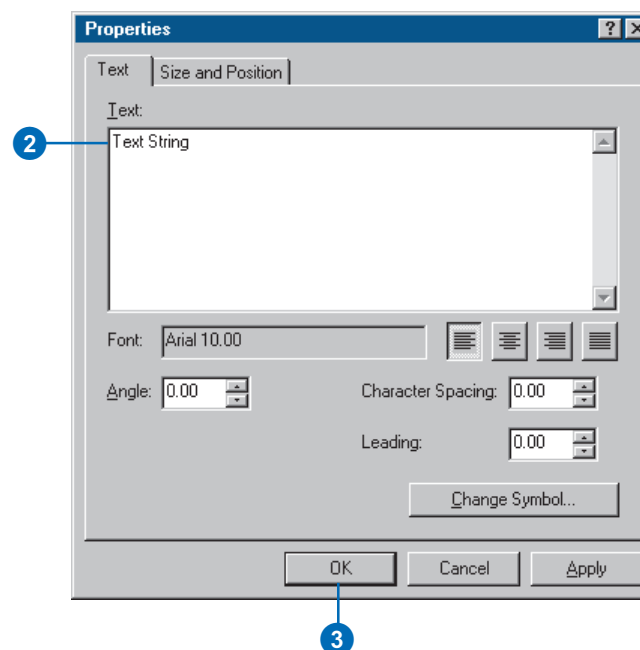 Properties
Text Size and Position
Text:
2
Text String
Font: Arial 10.00
Angle: 0.00 Character Spacing: 0.00
Leading: 0.00
Change Symbol...
OK Cancel Apply
3